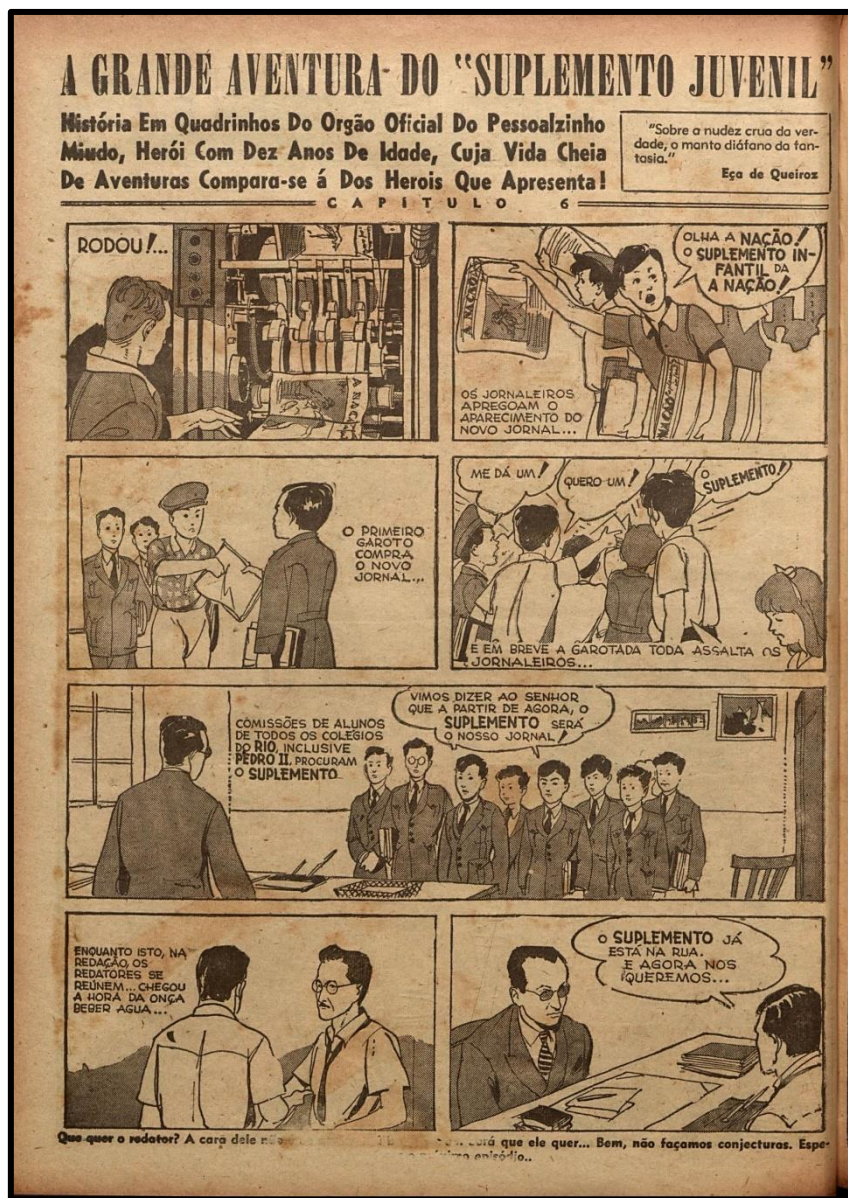 A GRANDE AVENTURA DO "SUPLEMENTO JUVENIL"
História Em Quadrinhos Do Orgão Oficial Do Pessoalzinho
Miudo, Herói Com Dez Anos De Idade, Cuja Vida Cheia
De Aventuras Compara-se á Dos Herois Que Apresenta!
"Sobre a nudez crua da ver-
dade, o manto diáfano da fan-
tasia."
Eça de Queiroz
CAPÍTULO 6
RODOU!...
A NAÇ
OLHA A NAÇÃO!
O SUPLEMENTO IN-
FANTIL DA
A NAÇÃO!
A NAÇÃO
NAÇÃO
OS JORNALEIROS
APREGOAM O
APARECIMENTO DO
NOVO JORNAL...
O PRIMEIRO
GAROTO
COMPRA
O NOVO
JORNAL...
ME DÁ UM!
QUERO UM!
O
SUPLEMENTO!
E EM BREVE A GAROTADA TODA ASSALTA OS
JORNALEIROS...
COMISSÕES DE ALUNOS
DE TODOS OS COLEGIOS
DO RIO, INCLUSIVE
PEDRO II, PROCURAM
O SUPLEMENTO
VIMOS DIZER AO SENHOR
QUE A PARTIR DE AGORA, O
SUPLEMENTO SERÁ
O NOSSO JORNAL!
ENQUANTO ISTO, NA
REDAÇÃO, OS
REDATORES SE
REÚNEM... CHEGOU
A HORA DA ONÇA
BEBER AGUA...
O SUPLEMENTO JÁ
ESTÁ NA RUA.
E AGORA NOS
QUEREMOS...
Que quer o redator? A cara dele que ele quer... Bem, não façamos conjecturas. Espe-
episódio..